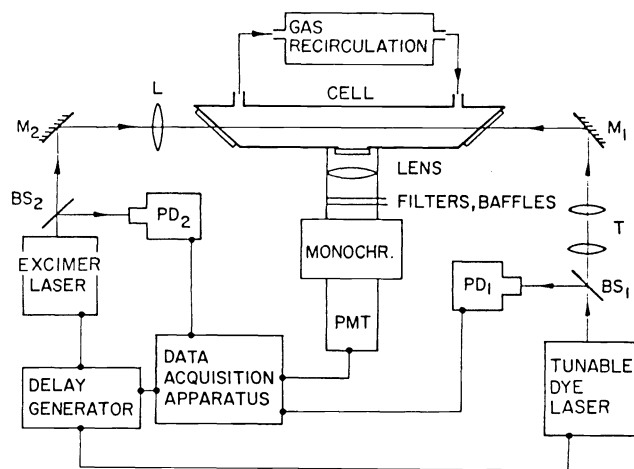 GAS
RECIRCULATION
L
CELL
M2
M1
LENS
BS2
PD2
FILTERS, BAFFLES
T
EXCIMER
LASER
MONOCHR.
PD1
BS1
PMT
DATA
ACQUISITION
APPARATUS
DELAY
GENERATOR
TUNABLE
DYE
LASER